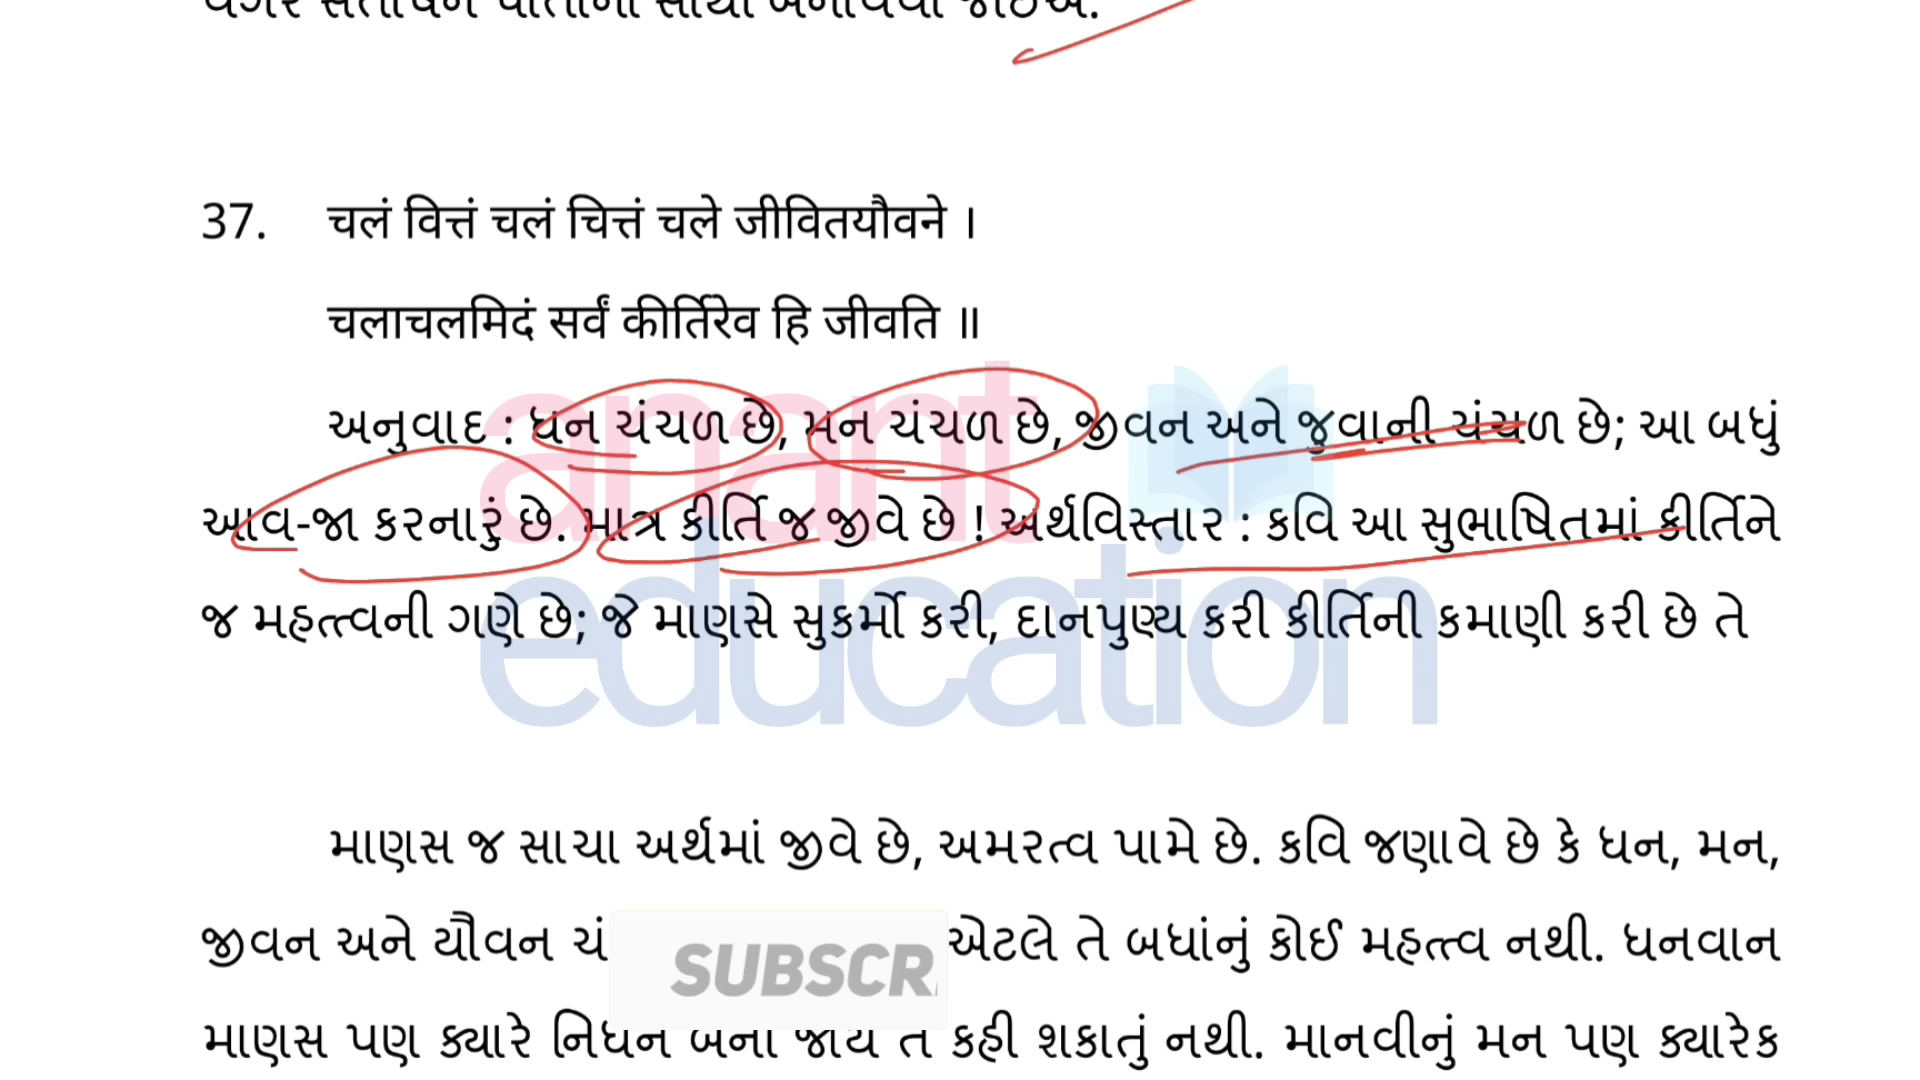 37. चलं वित्तं चलं चित्तं चले जीवितयौवने ।
चलाचलमिदं सर्वं कीर्तिरेव हि जीवति ॥
અનુવાદ : ધન ચંચળ છે, મન ચંચળ છે, જીવન અને જુવાની ચંચળ છે; આ બધું
આવ-જા કરનારું છે. માત્ર કીર્તિ જ જીવે છે ! અર્થવિસ્તાર : કવિ આ સુભાષિતમાં કીર્તિને
જ મહત્ત્વની ગણે છે; જે માણસે સુકર્મો કરી, દાનપુણ્ય કરી કીર્તિની કમાણી કરી છે તે
anant
education
માણસ જ સાચા અર્થમાં જીવે છે, અમરત્વ પામે છે. કવિ જણાવે છે કે ધન, મન,
જીવન અને યૌવન ચં એટલે તે બધાંનું કોઈ મહત્ત્વ નથી. ધનવાન
SUBSCR
માણસ પણ ક્યારે નિર્ધન બની જાય તે કહી શકાતું નથી. માનવીનું મન પણ ક્યારેક